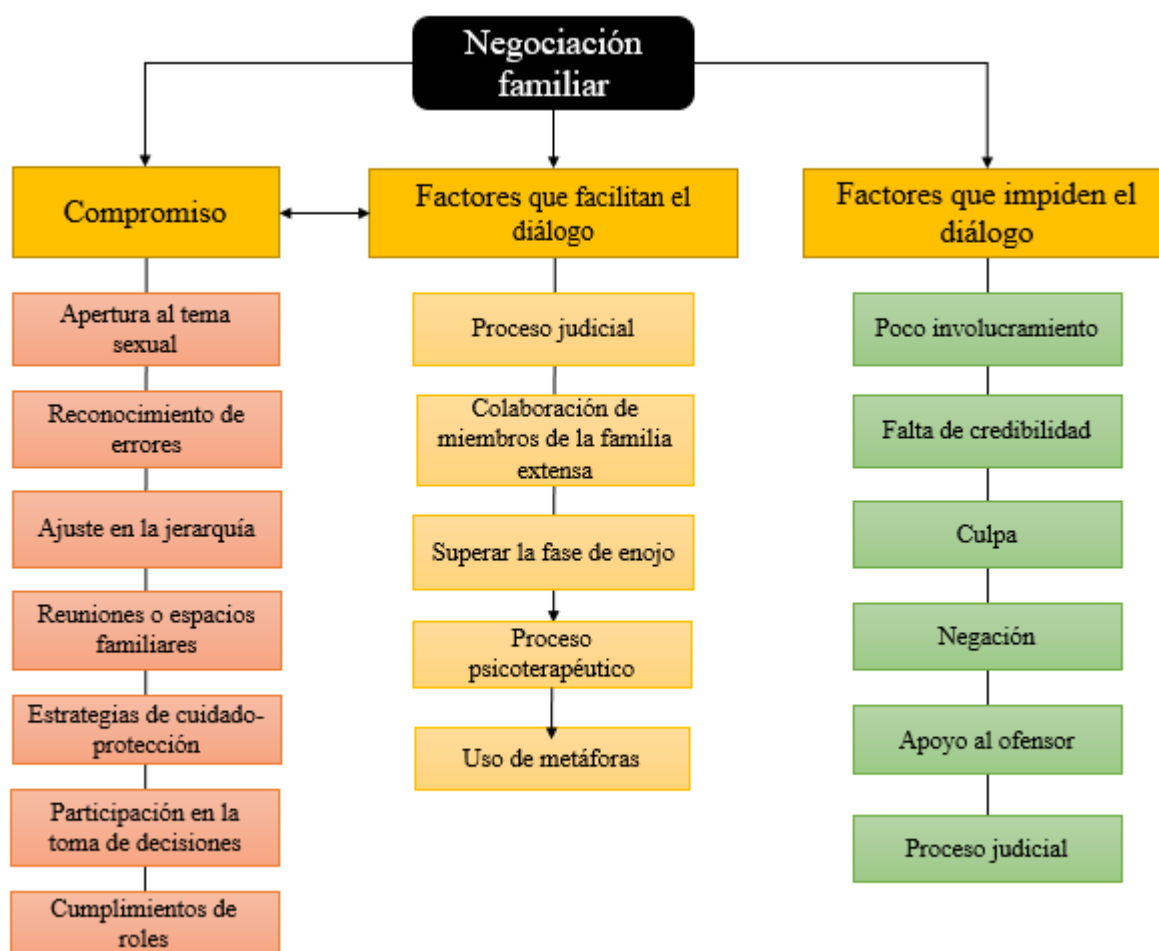 Negociación
familiar
Compromiso
Factores que facilitan el
diálogo
Factores que impiden el
diálogo
Apertura al tema
sexual
Reconocimiento de
errores
Ajuste en la jerarquía
Reuniones o espacios
familiares
Estrategias de cuidado-
protección
Participación en la
toma de decisiones
Cumplimientos de
roles
Proceso judicial
Colaboración de
miembros de la familia
extensa
Superar la fase de enojo
Proceso
psicoterapéutico
Uso de metáforas
Poco involucramiento
Falta de credibilidad
Culpa
Negación
Apoyo al ofensor
Proceso judicial